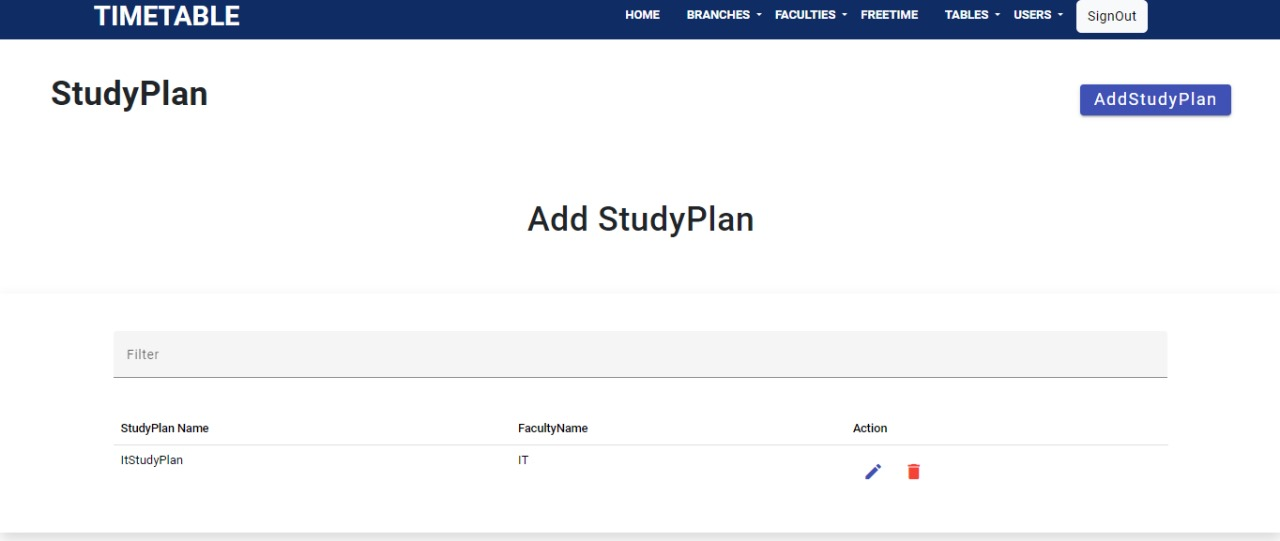 TIMETABLE HOME BRANCHES FACULTIES FREETIME TABLES USERS SignOut
StudyPlan AddStudyPlan
Add StudyPlan
Filter
StudyPlan Name FacultyName Action
ItStudyPlan IT